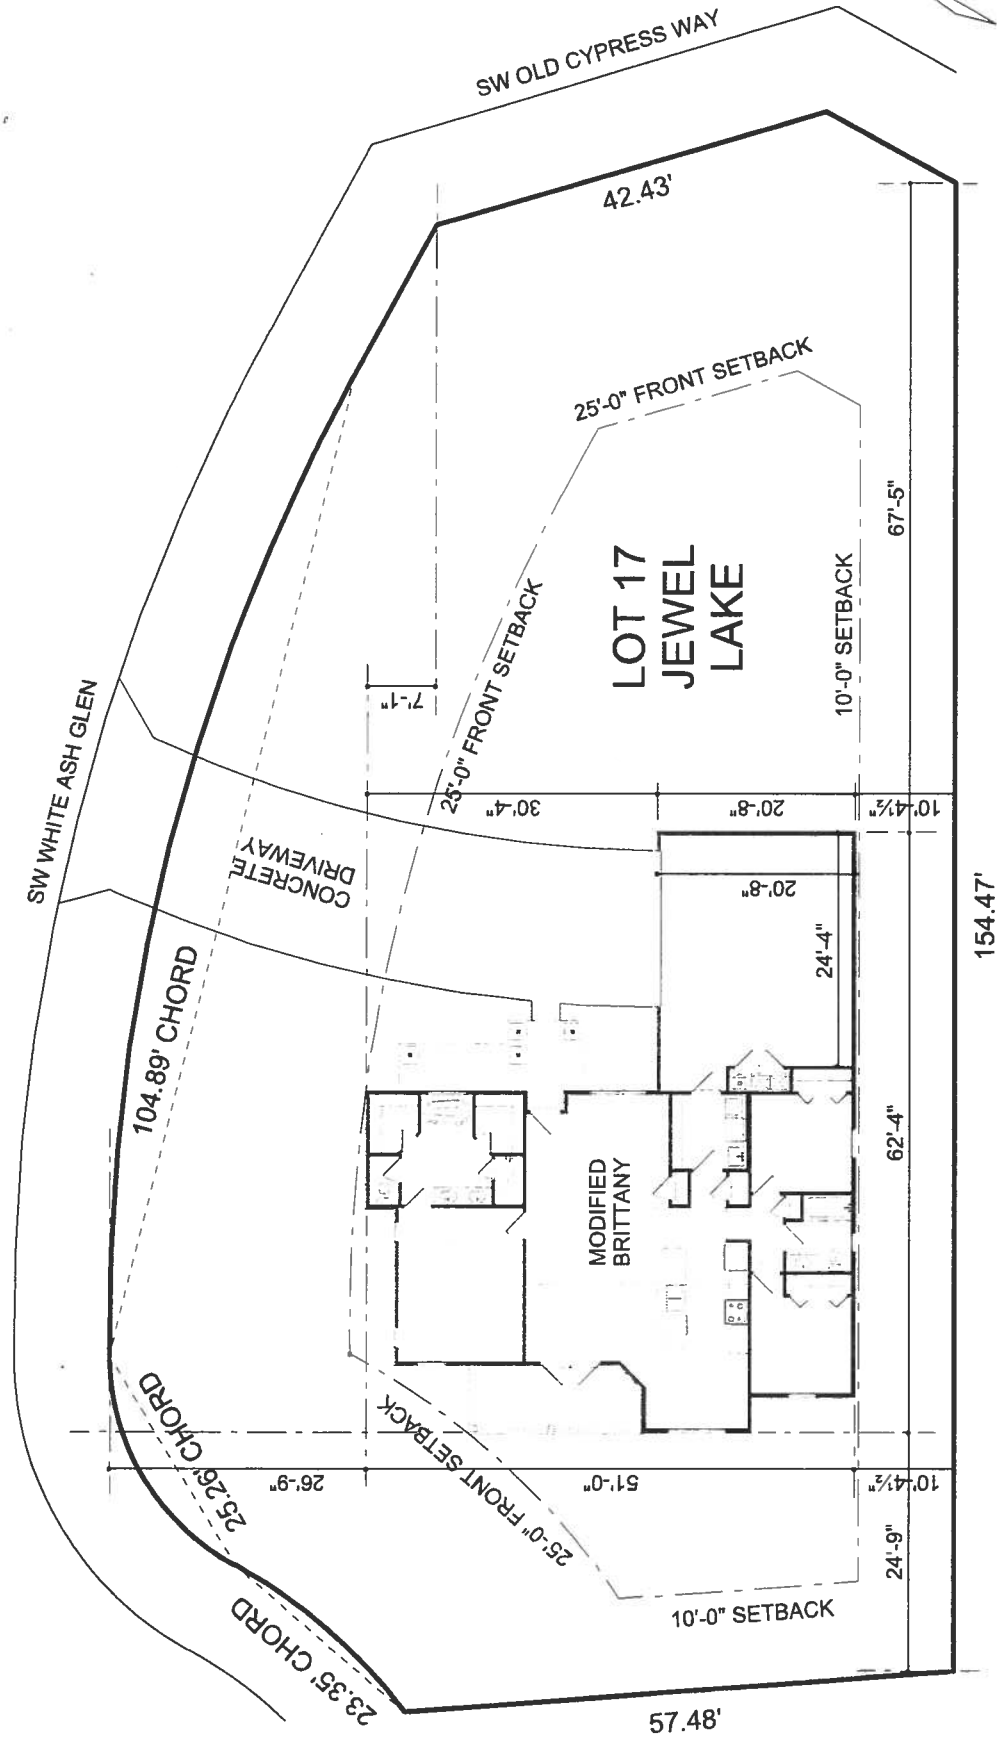 SW OLD CYPRESS WAY
42.43'
25'-0" FRONT SETBACK
67'-5"
LOT 17
JEWEL
LAKE
10'-0" SETBACK
25'-0" FRONT SETBACK
7'-1"
SW WHITE ASH GLEN
30'-4"
20'-8"
10'-4½"
CONCRETE
DRIVEWAY
20'-8"
24'-4"
154.47'
104.89' CHORD
62'-4"
MODIFIED
BRITTANY
25.26' CHORD
25'-0" FRONT SETBACK
26'-9"
51'-0"
10'-4½"
24'-9"
23.35' CHORD
10'-0" SETBACK
57.48'